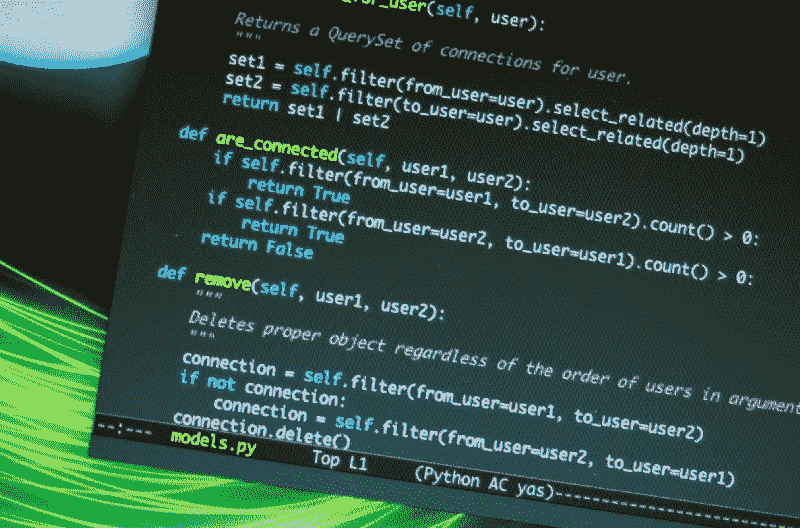 _for_user(self, user):
"""
Returns a QuerySet of connections for user.
"""
set1 = self.filter(from_user=user).select_related(depth=1)
set2 = self.filter(to_user=user).select_related(depth=1)
return set1 | set2
def are_connected(self, user1, user2):
if self.filter(from_user=user1, to_user=user2).count() > 0:
return True
if self.filter(from_user=user2, to_user=user1).count() > 0:
return True
return False
def remove(self, user1, user2):
"""
Deletes proper object regardless of the order of users in argument
"""
connection = self.filter(from_user=user1, to_user=user2)
if not connection:
connection = self.filter(from_user=user2, to_user=user1)
connection.delete()
--:--- models.py Top L1 (Python AC yas)-----------------------------